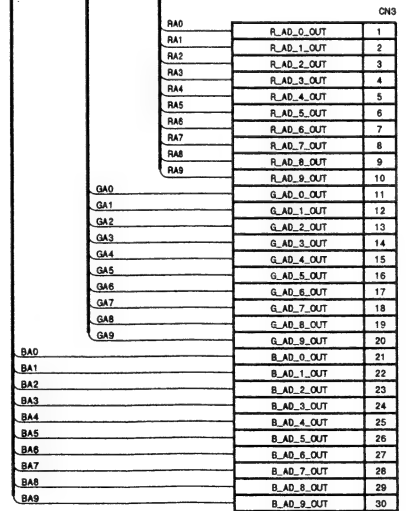 CN3
RA0 R_AD_0_OUT 1
RA1 R_AD_1_OUT 2
RA2 R_AD_2_OUT 3
RA3 R_AD_3_OUT 4
RA4 R_AD_4_OUT 5
RA5 R_AD_5_OUT 6
RA6 R_AD_6_OUT 7
RA7 R_AD_7_OUT 8
RA8 R_AD_8_OUT 9
RA9 R_AD_9_OUT 10
GA0 G_AD_0_OUT 11
GA1 G_AD_1_OUT 12
GA2 G_AD_2_OUT 13
GA3 G_AD_3_OUT 14
GA4 G_AD_4_OUT 15
GA5 G_AD_5_OUT 16
GA6 G_AD_6_OUT 17
GA7 G_AD_7_OUT 18
GA8 G_AD_8_OUT 19
GA9 G_AD_9_OUT 20
BA0 B_AD_0_OUT 21
BA1 B_AD_1_OUT 22
BA2 B_AD_2_OUT 23
BA3 B_AD_3_OUT 24
BA4 B_AD_4_OUT 25
BA5 B_AD_5_OUT 26
BA6 B_AD_6_OUT 27
BA7 B_AD_7_OUT 28
BA8 B_AD_8_OUT 29
BA9 B_AD_9_OUT 30